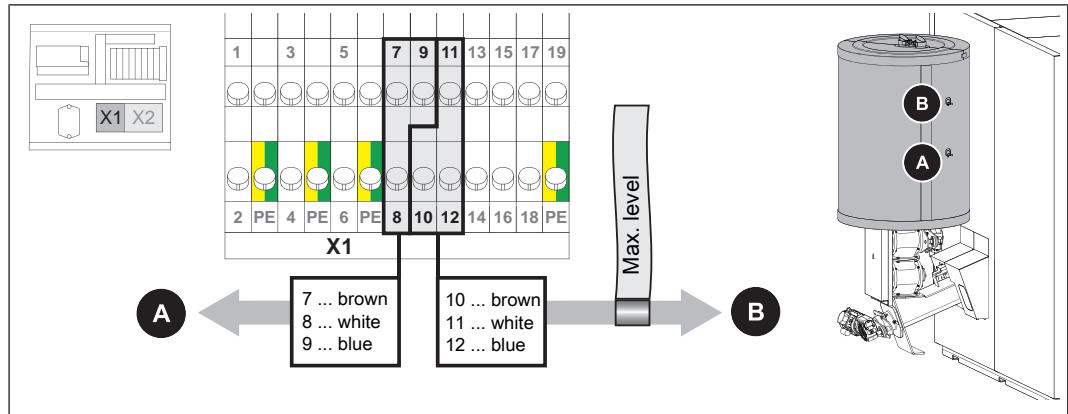 X1 X2
1 3 5 7 9 11 13 15 17 19
2 PE 4 PE 6 PE 8 10 12 14 16 18 PE
X1
A
7 ... brown
8 ... white
9 ... blue
10 ... brown
11 ... white
12 ... blue
Max. level
B
B
A